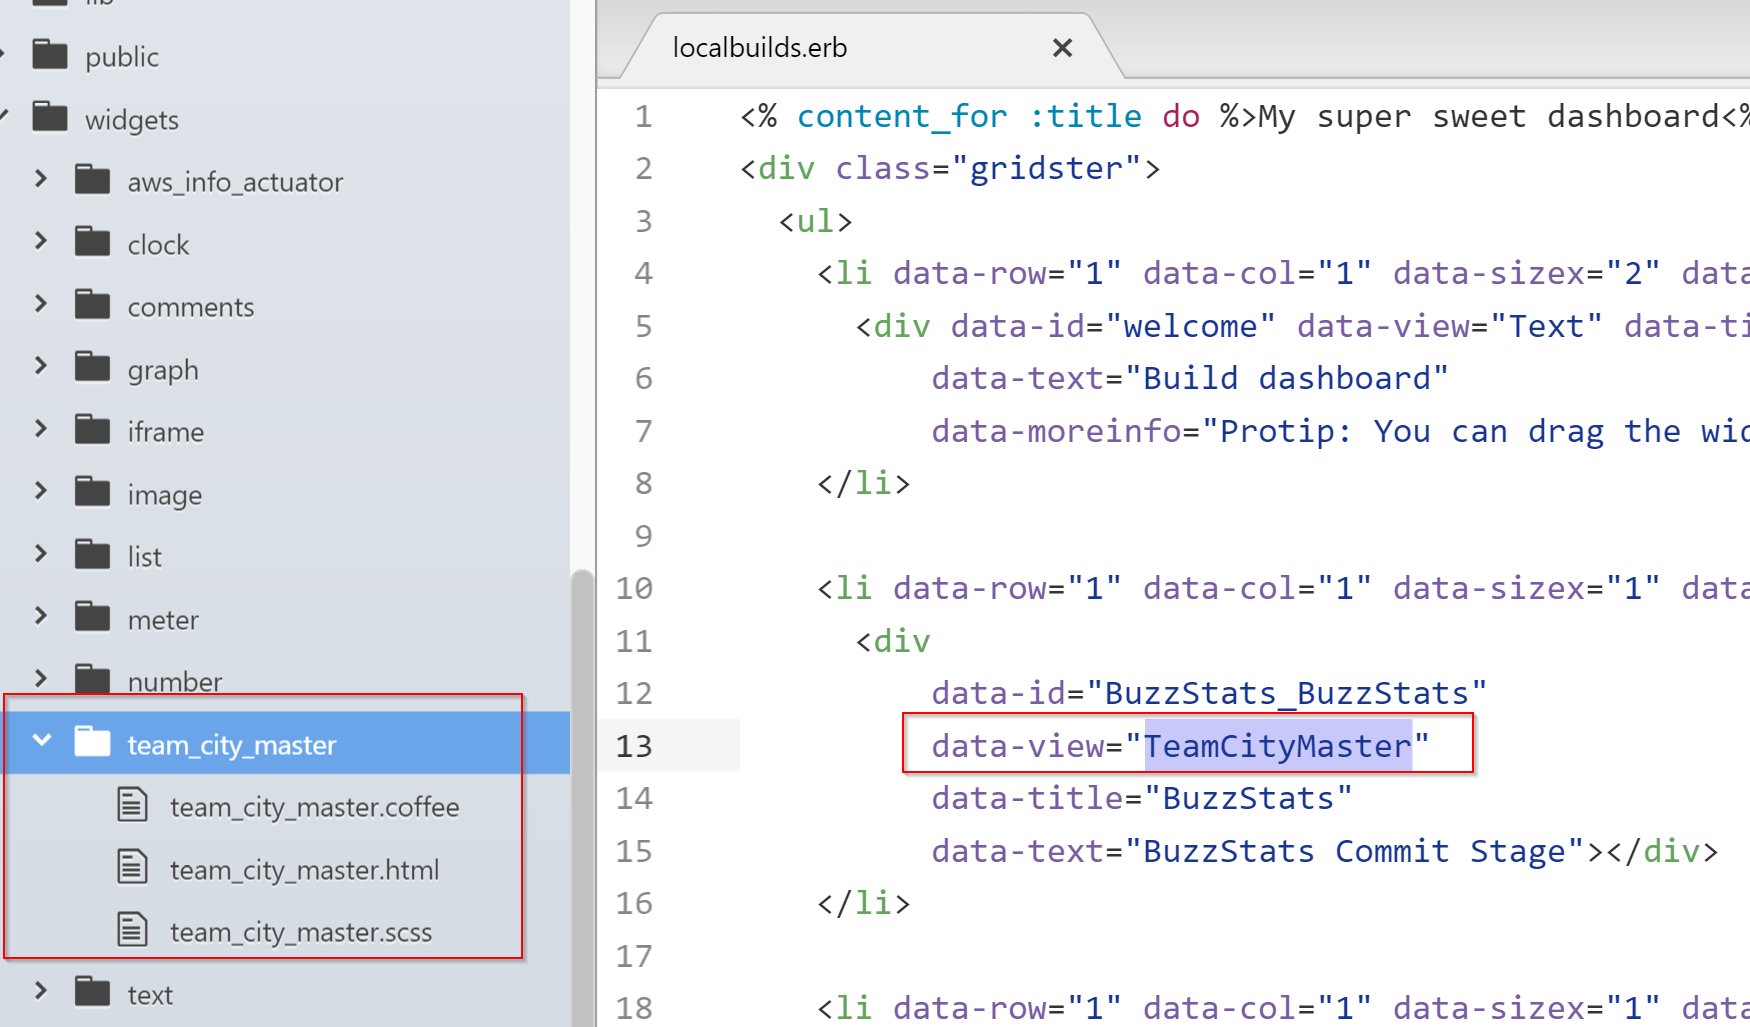 lib
public
widgets
aws_info_actuator
clock
comments
graph
iframe
image
list
meter
number
team_city_master
team_city_master.coffee
team_city_master.html
team_city_master.scss
text
localbuilds.erb
1 <% content_for :title do %>My super sweet dashboard<%
2 <div class="gridster">
3 <ul>
4 <li data-row="1" data-col="1" data-sizex="2" data
5 <div data-id="welcome" data-view="Text" data-ti
6 data-text="Build dashboard"
7 data-moreinfo="Protip: You can drag the wid
8 </li>
9
10 <li data-row="1" data-col="1" data-sizex="1" data
11 <div
12 data-id="BuzzStats_BuzzStats"
13 data-view="TeamCityMaster"
14 data-title="BuzzStats"
15 data-text="BuzzStats Commit Stage"></div>
16 </li>
17
18 <li data-row="1" data-col="1" data-sizex="1" data